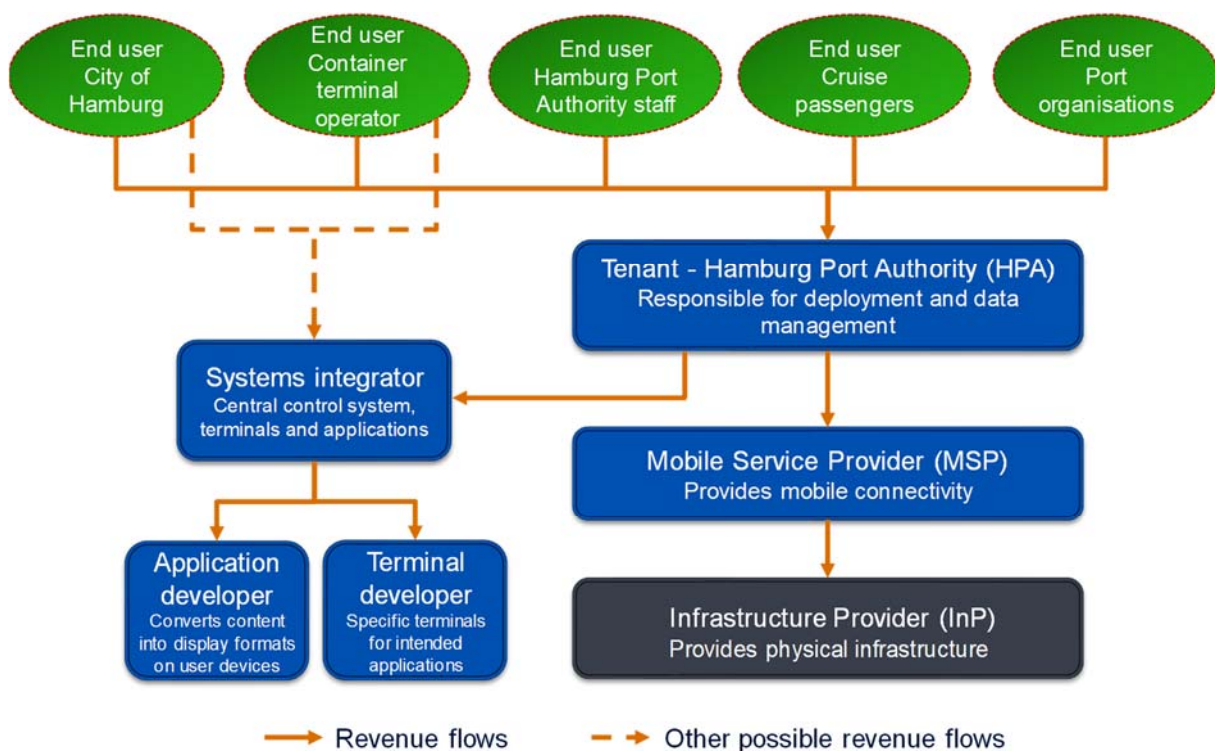 End user
City of
Hamburg
End user
Container
terminal
operator
End user
Hamburg Port
Authority staff
End user
Cruise
passengers
End user
Port
organisations
Tenant - Hamburg Port Authority (HPA)
Responsible for deployment and data
management
Systems integrator
Central control system,
terminals and applications
Mobile Service Provider (MSP)
Provides mobile connectivity
Application
developer
Converts content
into display formats
on user devices
Terminal
developer
Specific terminals
for intended
applications
Infrastructure Provider (InP)
Provides physical infrastructure
Revenue flows
Other possible revenue flows